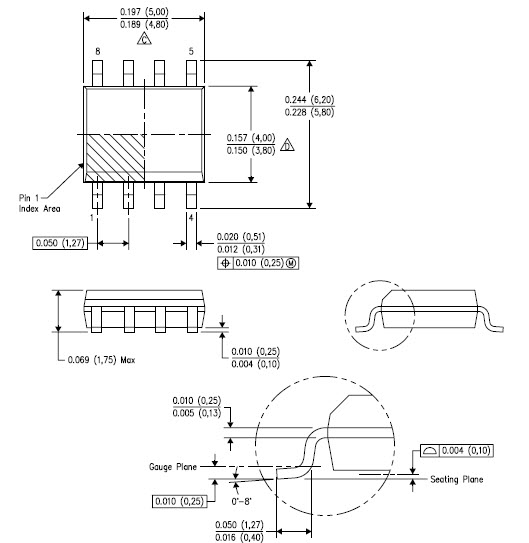 0.197 (5,00)
0.189 (4,80)
C
8
5
0.244 (6,20)
0.228 (5,80)
0.157 (4,00)
0.150 (3,80)
D
Pin 1
Index Area
1
4
0.050 (1,27)
0.020 (0,51)
0.012 (0,31)
⌖ 0.010 (0,25) Ⓜ
0.069 (1,75) Max
0.010 (0,25)
0.004 (0,10)
0.010 (0,25)
0.005 (0,13)
0.004 (0,10)
Gauge Plane
Seating Plane
0.010 (0,25)
0°-8°
0.050 (1,27)
0.016 (0,40)